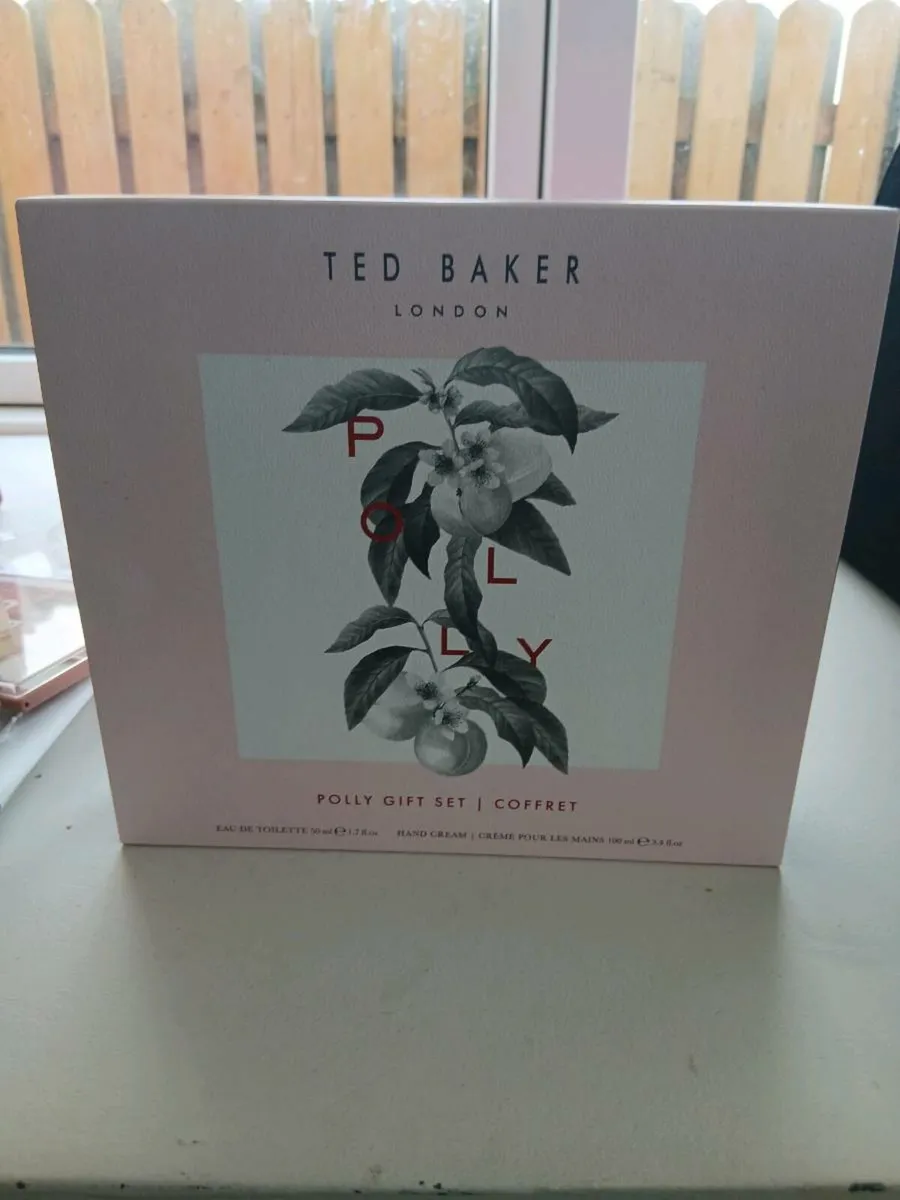 TED BAKER
LONDON
P
O
L
L Y
POLLY GIFT SET | COFFRET
EAU DE TOILETTE 50 ml ℮ 1.7 fl.oz HAND CREAM | CRÈME POUR LES MAINS 100 ml ℮ 3.4 fl.oz